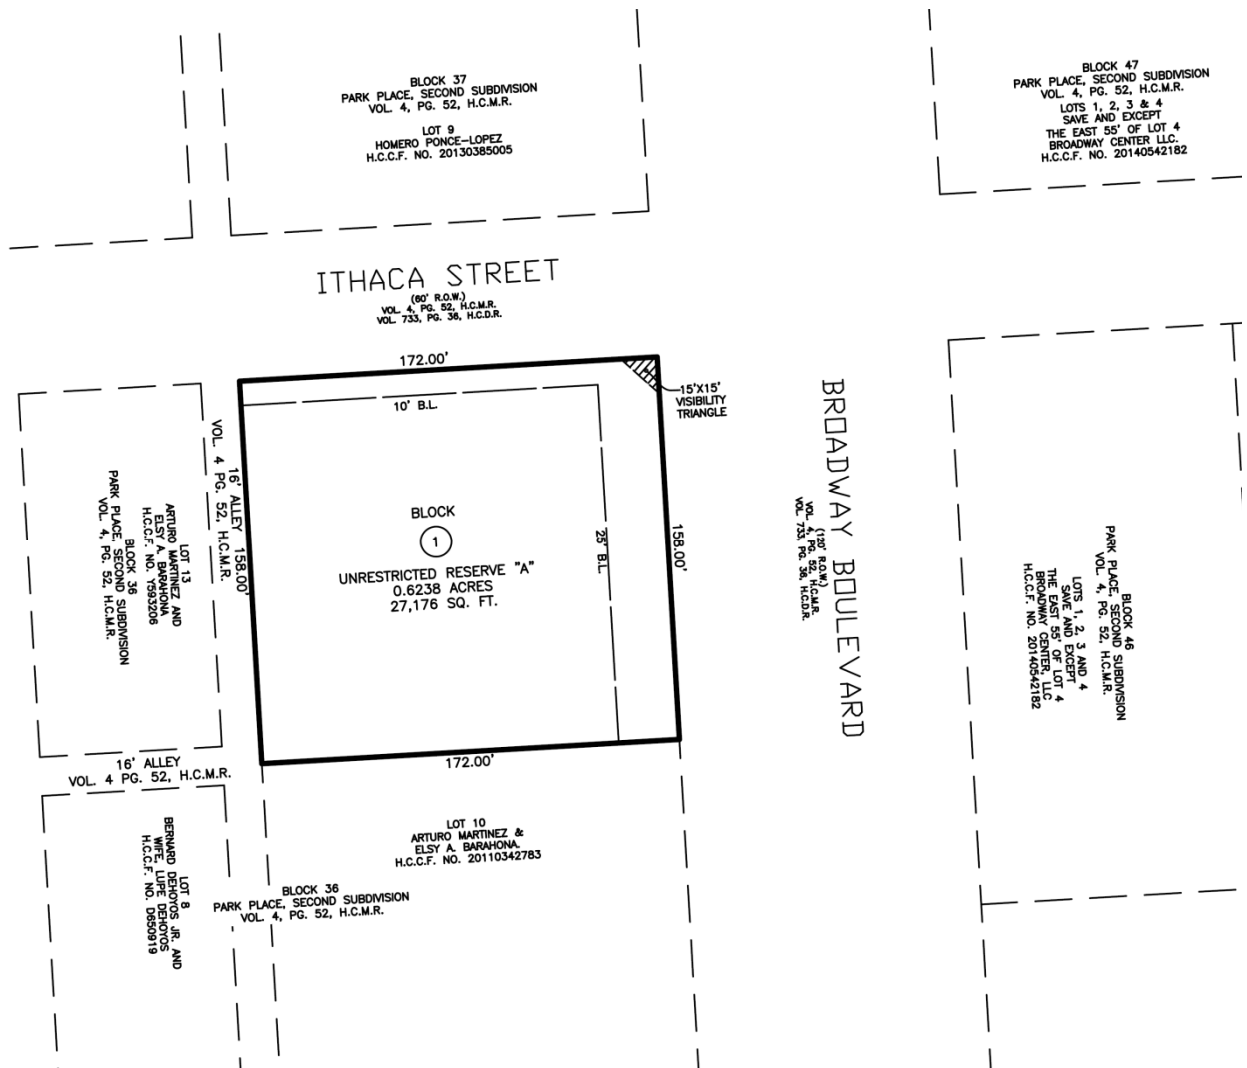 BLOCK 37
PARK PLACE, SECOND SUBDIVISION
VOL. 4, PG. 52, H.C.M.R.
LOT 9
HOMERO PONCE-LOPEZ
H.C.C.F. NO. 20130385005
BLOCK 47
PARK PLACE, SECOND SUBDIVISION
VOL. 4, PG. 52, H.C.M.R.
LOTS 1, 2, 3 & 4
SAVE AND EXCEPT
THE EAST 55' OF LOT 4
BROADWAY CENTER LLC.
H.C.C.F. NO. 20140542182
ITHACA STREET
(60' R.O.W.)
VOL. 4, PG. 52, H.C.M.R.
VOL. 733, PG. 36, H.C.D.R.
172.00'
10' B.L.
15'X15'
VISIBILITY
TRIANGLE
16' ALLEY
VOL. 4 PG. 52, H.C.M.R.
158.00'
LOT 13
ARTURO MARTINEZ AND
ELSY A. BARAHONA
H.C.C.F. NO. Y593206
BLOCK 36
PARK PLACE, SECOND SUBDIVISION
VOL. 4, PG. 52, H.C.M.R.
BLOCK
1
UNRESTRICTED RESERVE "A"
0.6238 ACRES
27,176 SQ. FT.
25' B.L.
158.00'
BROADWAY BOULEVARD
(120' R.O.W.)
VOL. 4, PG. 52, H.C.M.R.
VOL. 733, PG. 36, H.C.D.R.
BLOCK 46
PARK PLACE, SECOND SUBDIVISION
VOL. 4, PG. 52, H.C.M.R.
LOTS 1, 2, 3 AND 4
SAVE AND EXCEPT
THE EAST 55' OF LOT 4
BROADWAY CENTER, LLC
H.C.C.F. NO. 20140542182
172.00'
16' ALLEY
VOL. 4 PG. 52, H.C.M.R.
LOT 10
ARTURO MARTINEZ &
ELSY A. BARAHONA.
H.C.C.F. NO. 20110342783
LOT 8
BERNARD DEHOYOS JR. AND
WIFE, LUPE DEHOYOS
H.C.C.F. NO. D650919
BLOCK 36
PARK PLACE, SECOND SUBDIVISION
VOL. 4, PG. 52, H.C.M.R.